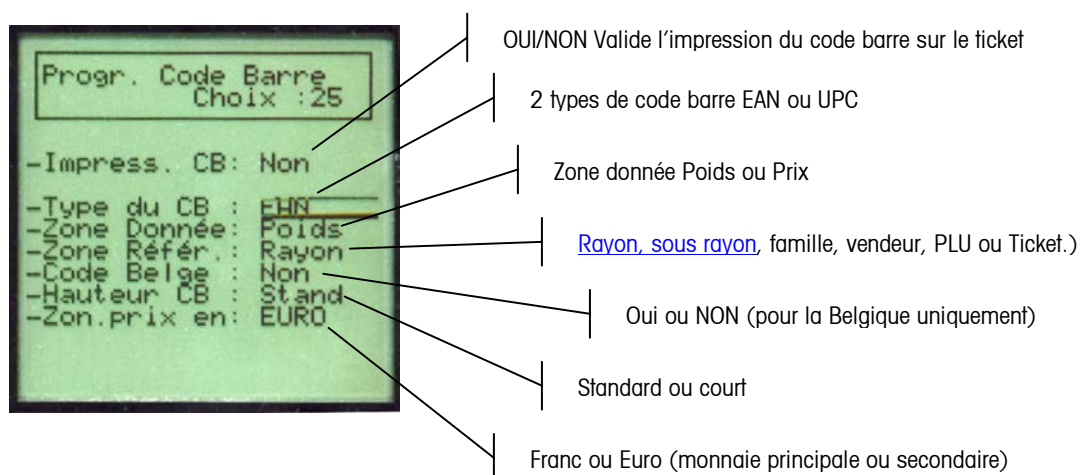 Progr. Code Barre
Choix :25
-Impress. CB: Non
-Type du CB : EAN
-Zone Donnée: Poids
-Zone Référ.: Rayon
-Code Belge : Non
-Hauteur CB : Stand
-Zon.prix en: EURO
OUI/NON Valide l'impression du code barre sur le ticket
2 types de code barre EAN ou UPC
Zone donnée Poids ou Prix
Rayon, sous rayon, famille, vendeur, PLU ou Ticket.)
Oui ou NON (pour la Belgique uniquement)
Standard ou court
Franc ou Euro (monnaie principale ou secondaire)